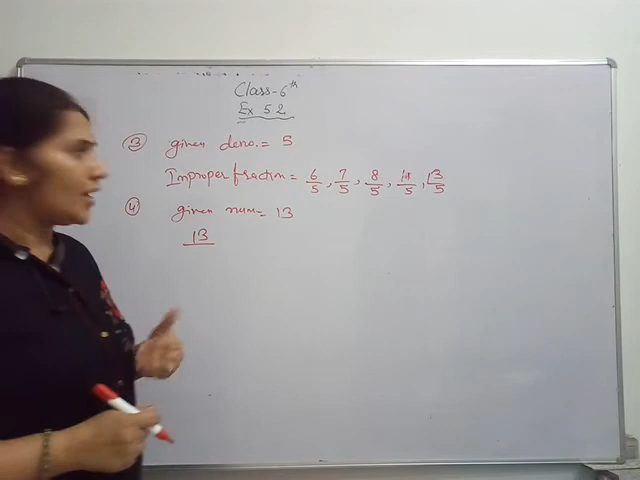 Class-6th
Ex 5.2
③ given deno. = 5
Improper fraction = 6/5, 7/5, 8/5, 11/5, 13/5
④ given num = 13
13